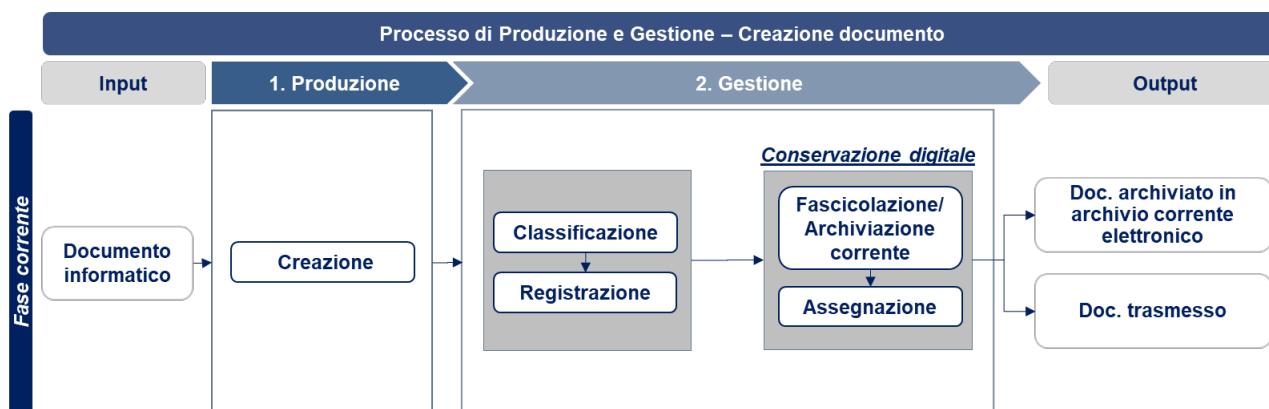 Processo di Produzione e Gestione – Creazione documento
Input
1. Produzione
2. Gestione
Output
Fase corrente
Documento
informatico
Creazione
Classificazione
Registrazione
Conservazione digitale
Fascicolazione/
Archiviazione
corrente
Assegnazione
Doc. archiviato in
archivio corrente
elettronico
Doc. trasmesso